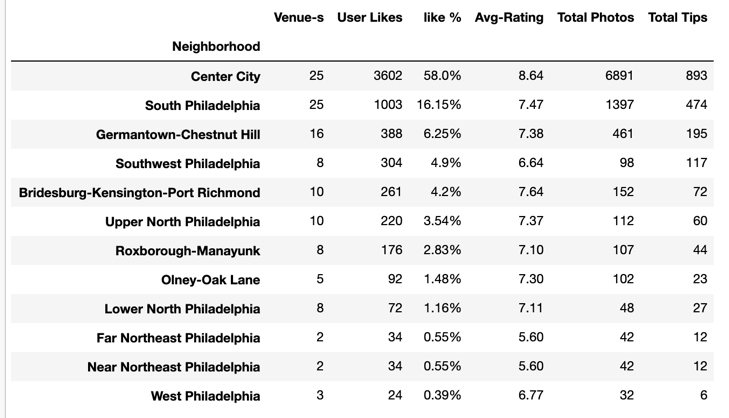 Venue-s User Likes like % Avg-Rating Total Photos Total Tips
Neighborhood
Center City 25 3602 58.0% 8.64 6891 893
South Philadelphia 25 1003 16.15% 7.47 1397 474
Germantown-Chestnut Hill 16 388 6.25% 7.38 461 195
Southwest Philadelphia 8 304 4.9% 6.64 98 117
Bridesburg-Kensington-Port Richmond 10 261 4.2% 7.64 152 72
Upper North Philadelphia 10 220 3.54% 7.37 112 60
Roxborough-Manayunk 8 176 2.83% 7.10 107 44
Olney-Oak Lane 5 92 1.48% 7.30 102 23
Lower North Philadelphia 8 72 1.16% 7.11 48 27
Far Northeast Philadelphia 2 34 0.55% 5.60 42 12
Near Northeast Philadelphia 2 34 0.55% 5.60 42 12
West Philadelphia 3 24 0.39% 6.77 32 6